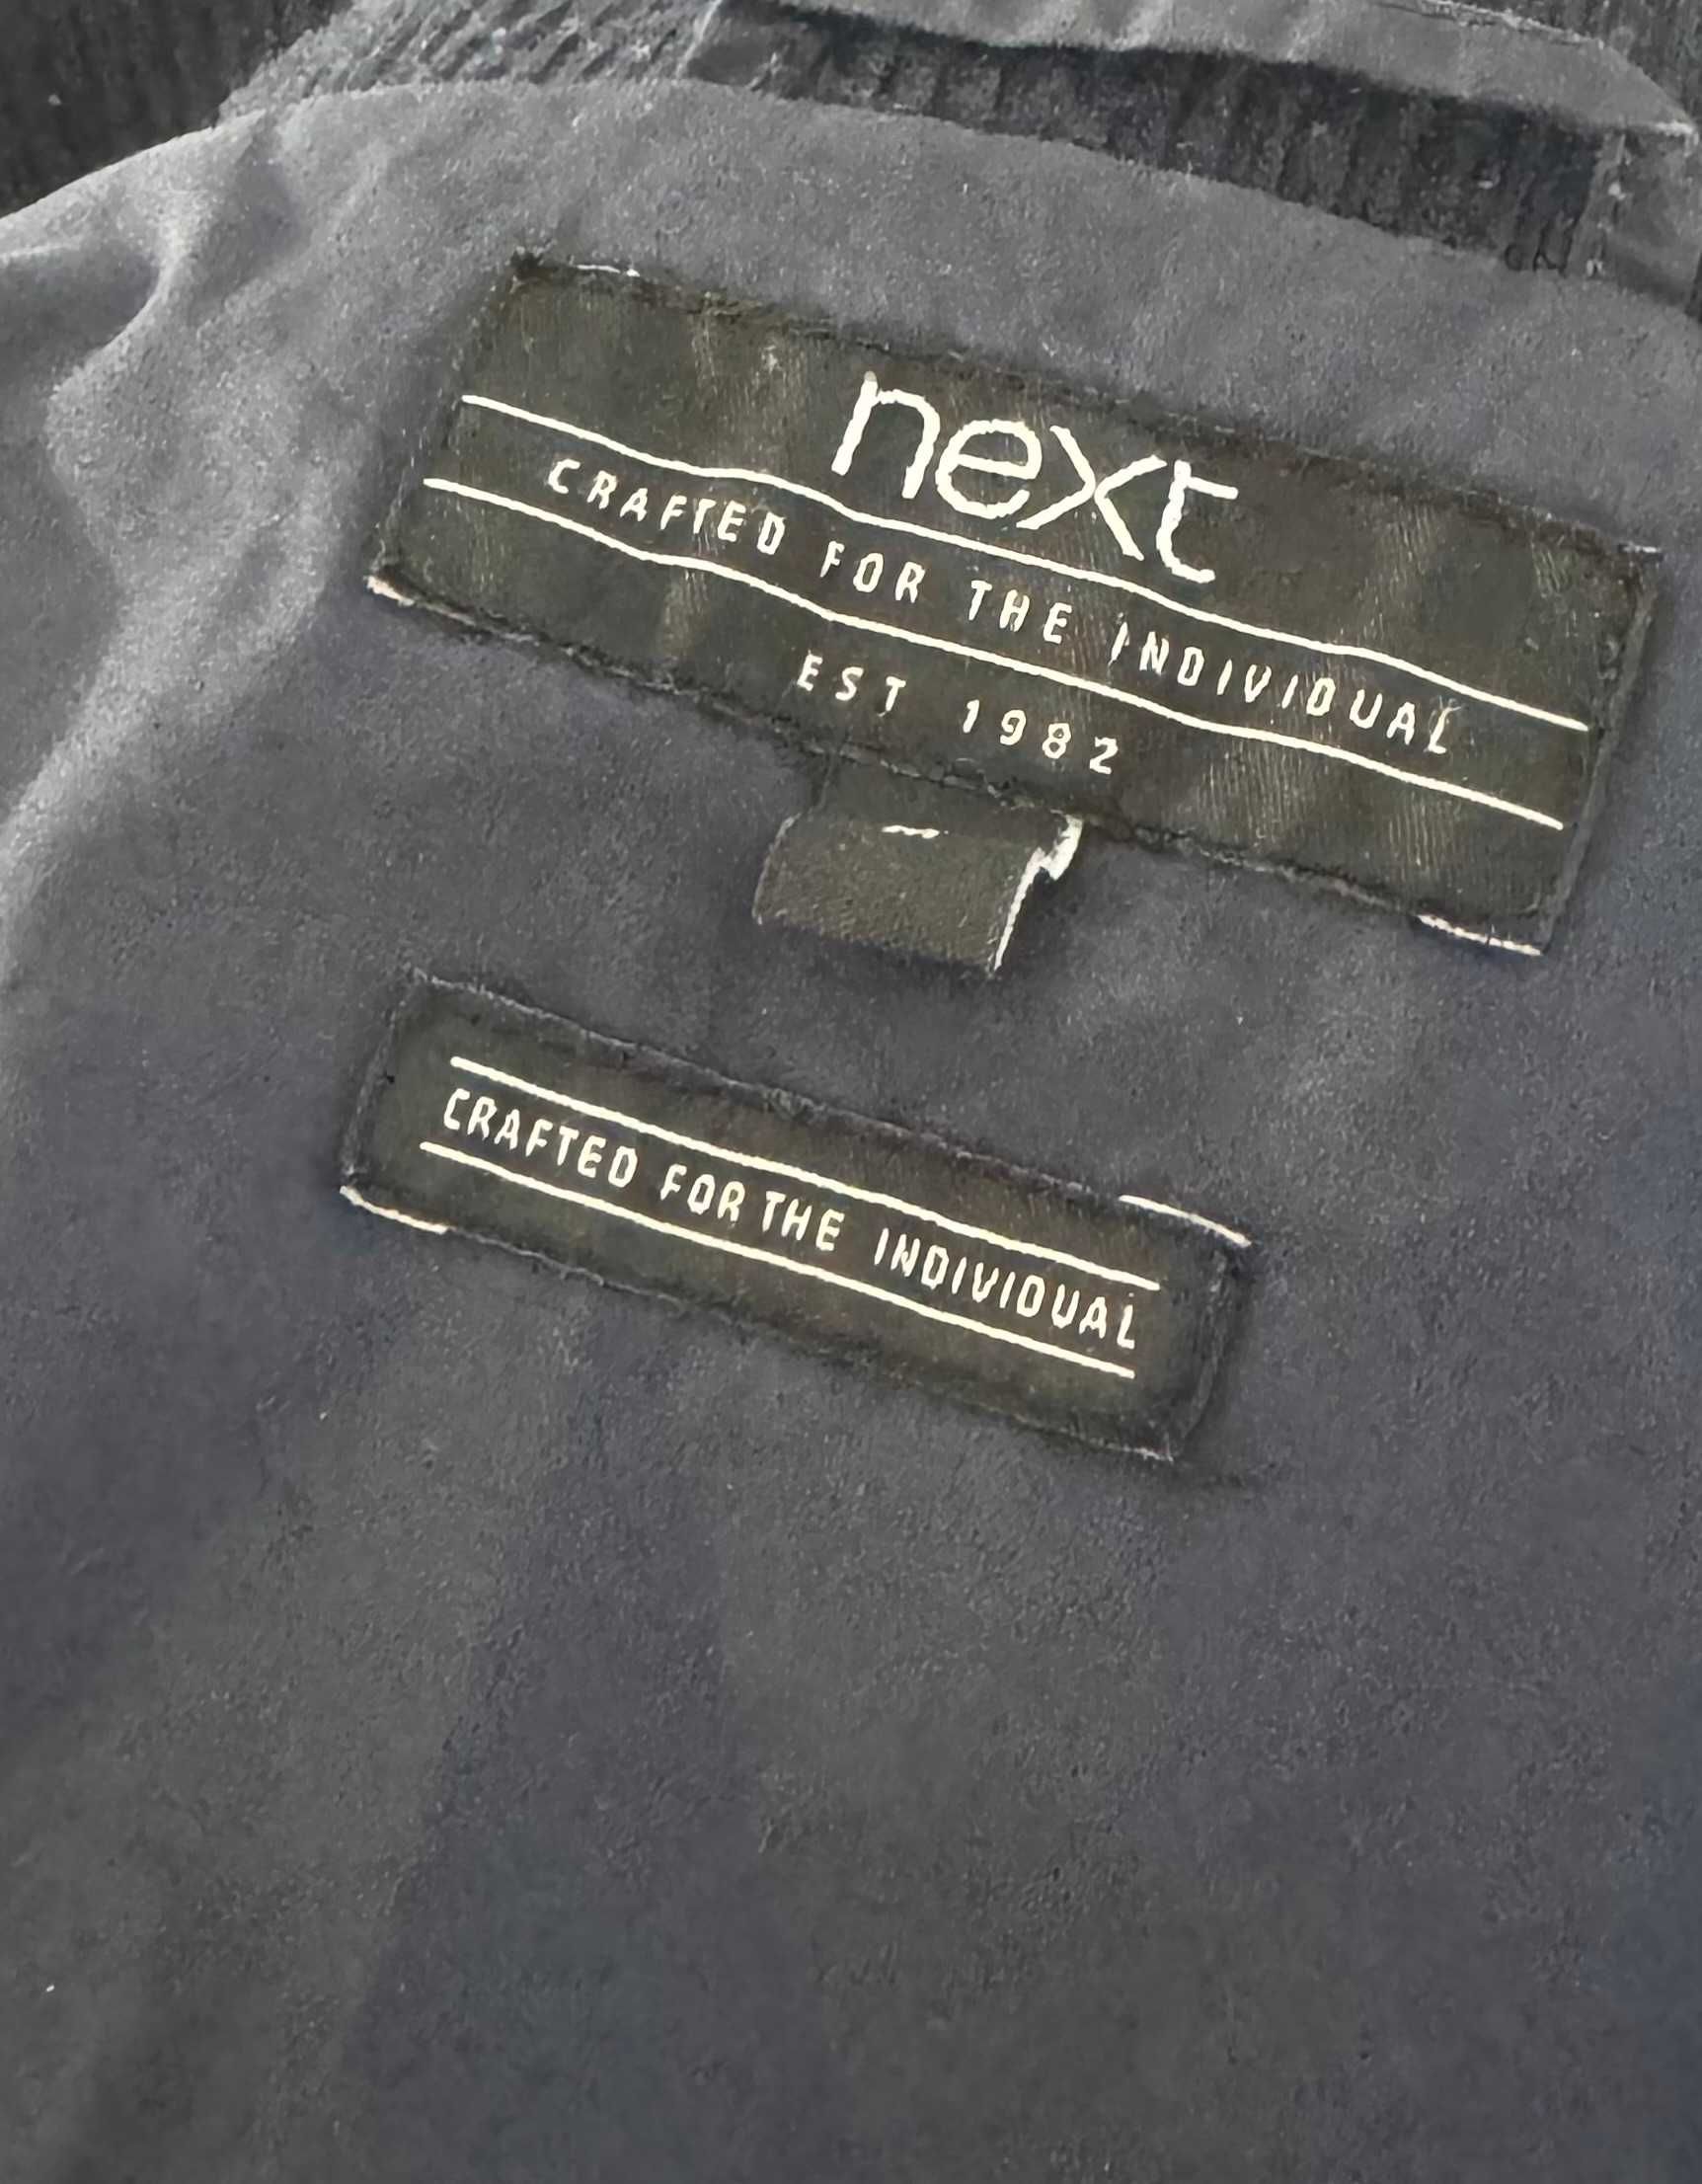 next
CRAFTED FOR THE INDIVIDUAL
EST 1982
CRAFTED FOR THE INDIVIDUAL